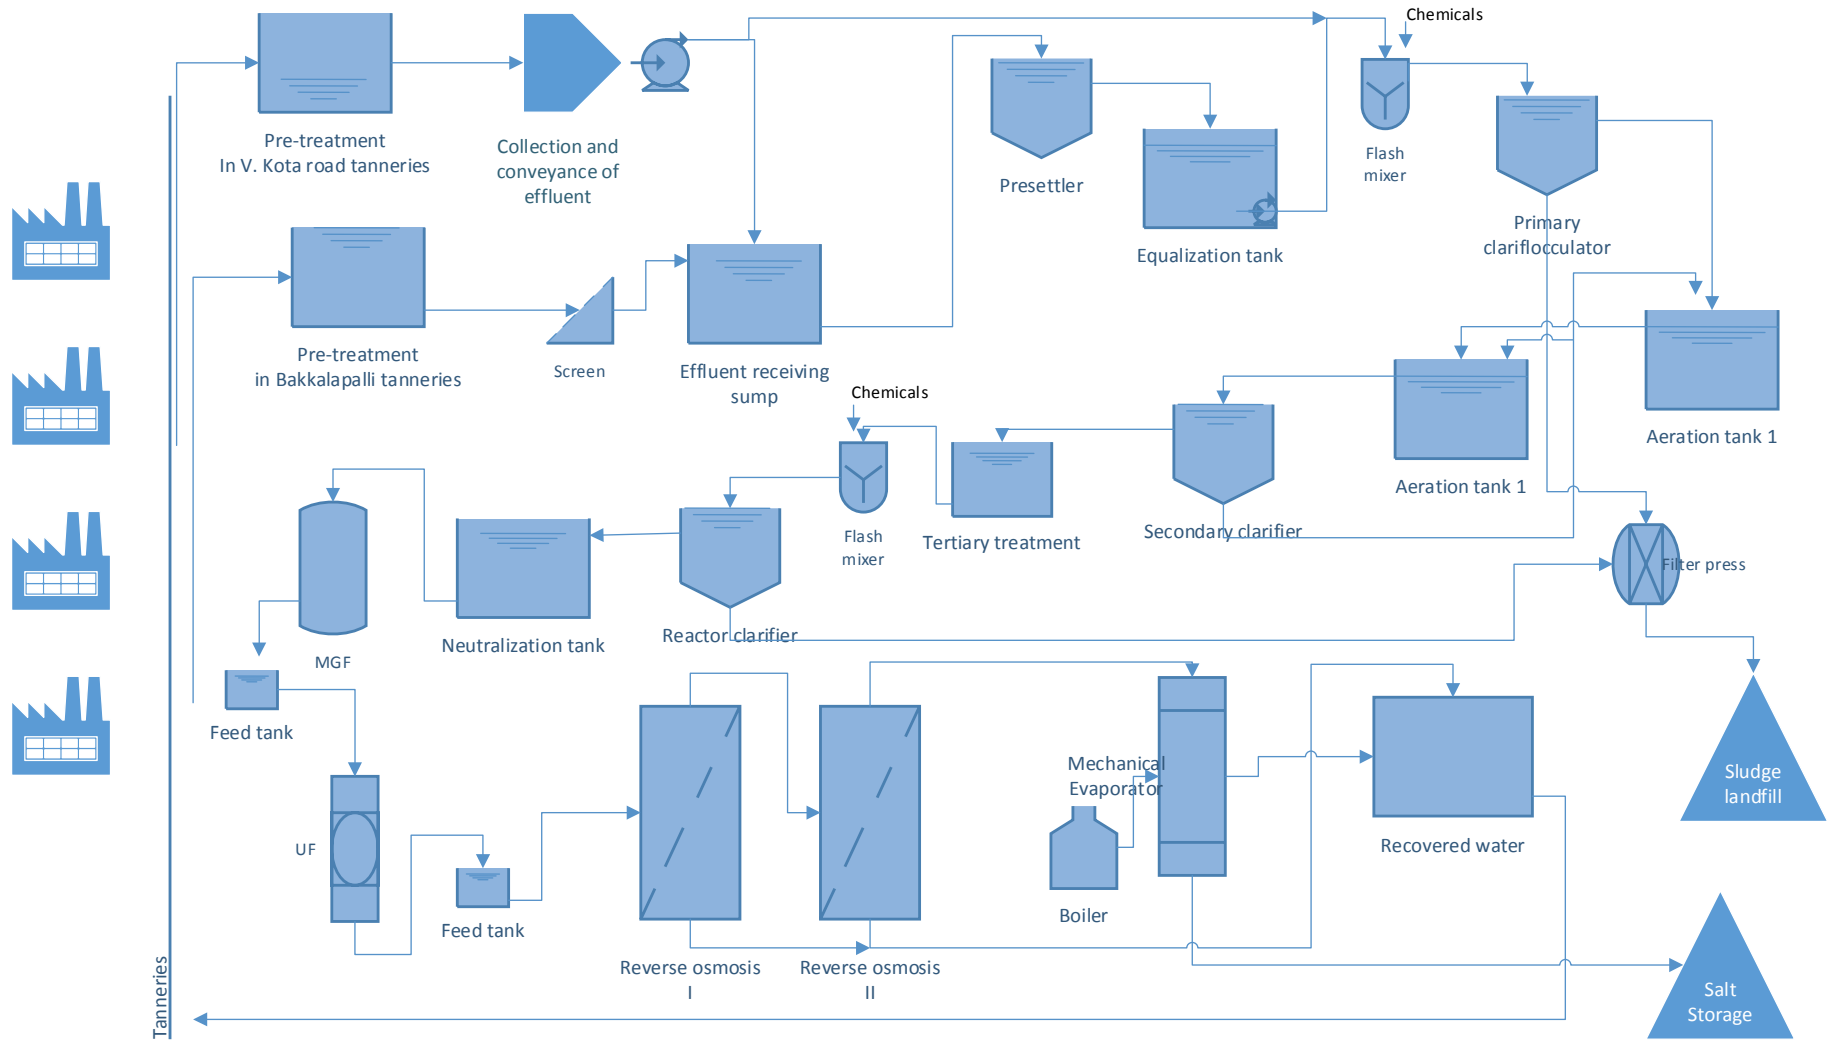 Chemicals
Pre-treatment
In V. Kota road tanneries
Collection and
conveyance of
effluent
Presettler
Flash
mixer
Equalization tank
Primary
clariflocculator
Pre-treatment
in Bakkalapalli tanneries
Screen
Effluent receiving
sump
Chemicals
Aeration tank 1
Aeration tank 1
Secondary clarifier
Tertiary treatment
Flash
mixer
Filter press
Reactor clarifier
Neutralization tank
MGF
Feed tank
Mechanical
Evaporator
Sludge
landfill
UF
Recovered water
Feed tank
Boiler
Reverse osmosis
I
Reverse osmosis
II
Salt
Storage
Tanneries